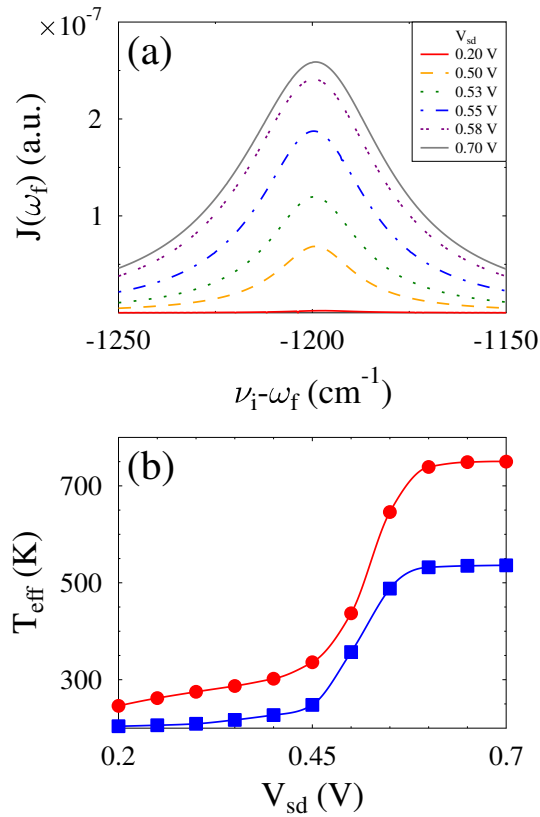 ×10⁻⁷
(a)
V_sd
0.20 V
0.50 V
0.53 V
0.55 V
0.58 V
0.70 V
2
1
J(ω_f) (a.u.)
-1250 -1200 -1150
ν_i-ω_f (cm⁻¹)
(b)
700
500
300
T_eff (K)
0.2 0.45 0.7
V_sd (V)